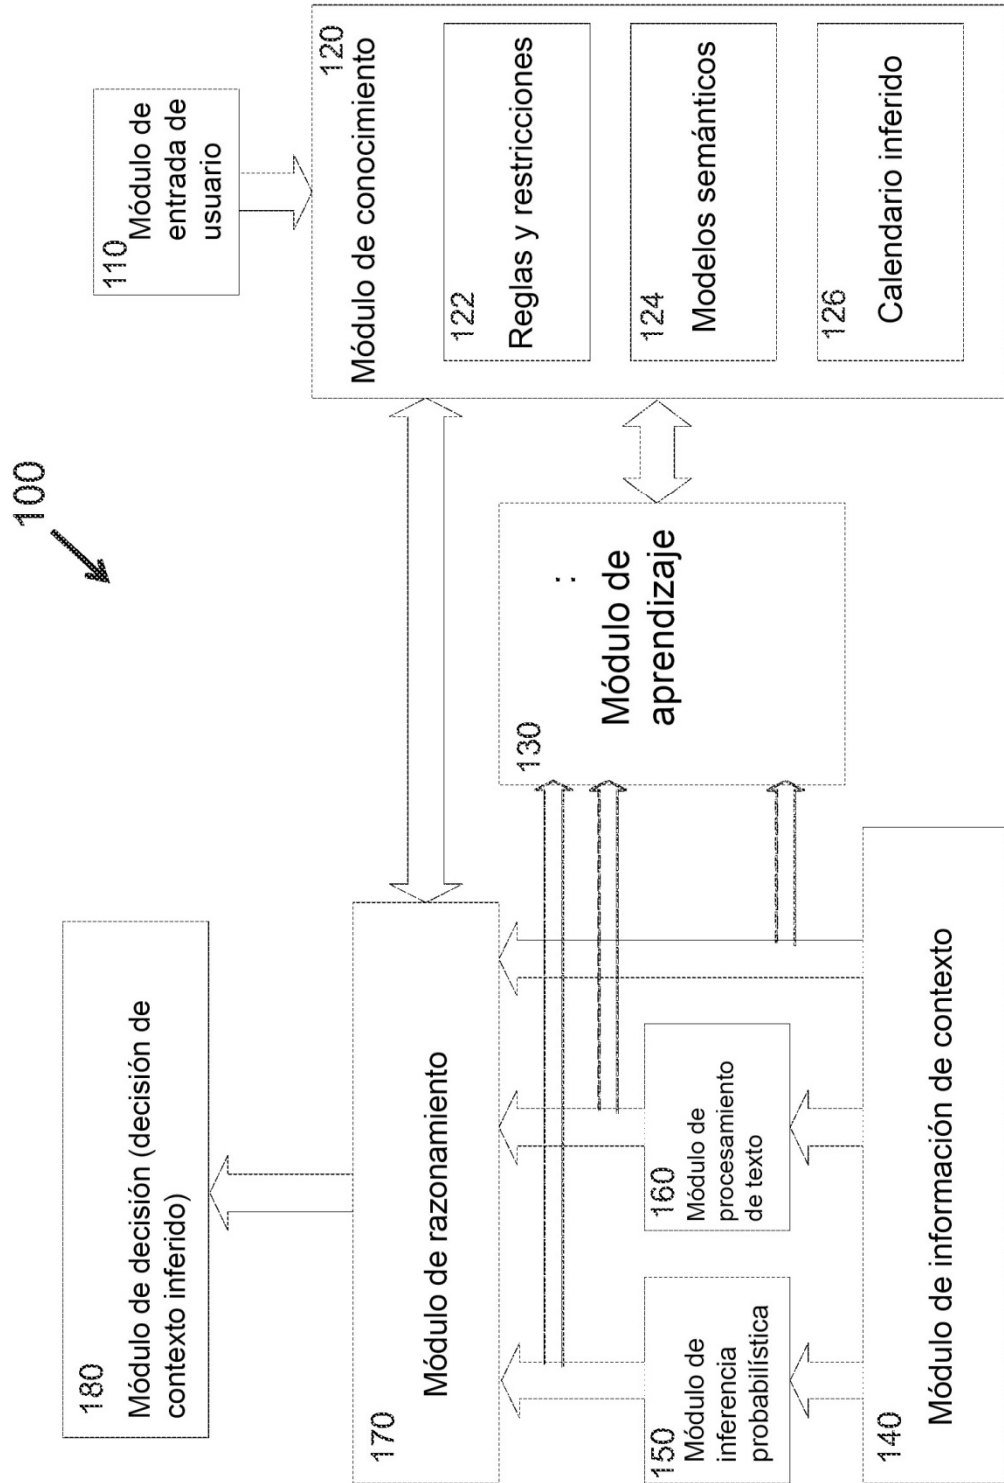 100
180
Módulo de decisión (decisión de
contexto inferido)
170
Módulo de razonamiento
150
Módulo de
inferencia
probabilística
160
Módulo de
procesamiento
de texto
140
Módulo de información de contexto
130
:
Módulo de
aprendizaje
110
Módulo de
entrada de
usuario
120
Módulo de conocimiento
122
Reglas y restricciones
124
Modelos semánticos
126
Calendario inferido